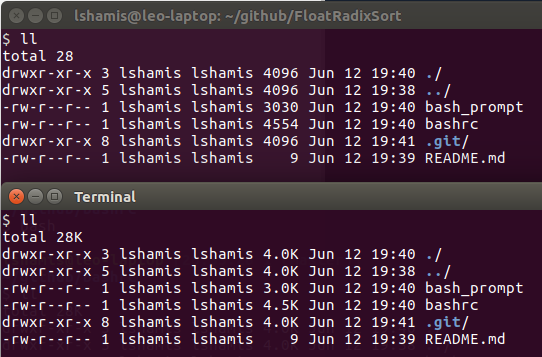 lshamis@leo-laptop: ~/github/FloatRadixSort
$ ll
total 28
drwxr-xr-x 3 lshamis lshamis 4096 Jun 12 19:40 ./
drwxr-xr-x 5 lshamis lshamis 4096 Jun 12 19:38 ../
-rw-r--r-- 1 lshamis lshamis 3030 Jun 12 19:40 bash_prompt
-rw-r--r-- 1 lshamis lshamis 4554 Jun 12 19:40 bashrc
drwxr-xr-x 8 lshamis lshamis 4096 Jun 12 19:41 .git/
-rw-r--r-- 1 lshamis lshamis    9 Jun 12 19:39 README.md
Terminal
$ ll
total 28K
drwxr-xr-x 3 lshamis lshamis 4.0K Jun 12 19:40 ./
drwxr-xr-x 5 lshamis lshamis 4.0K Jun 12 19:38 ../
-rw-r--r-- 1 lshamis lshamis 3.0K Jun 12 19:40 bash_prompt
-rw-r--r-- 1 lshamis lshamis 4.5K Jun 12 19:40 bashrc
drwxr-xr-x 8 lshamis lshamis 4.0K Jun 12 19:41 .git/
-rw-r--r-- 1 lshamis lshamis    9 Jun 12 19:39 README.md